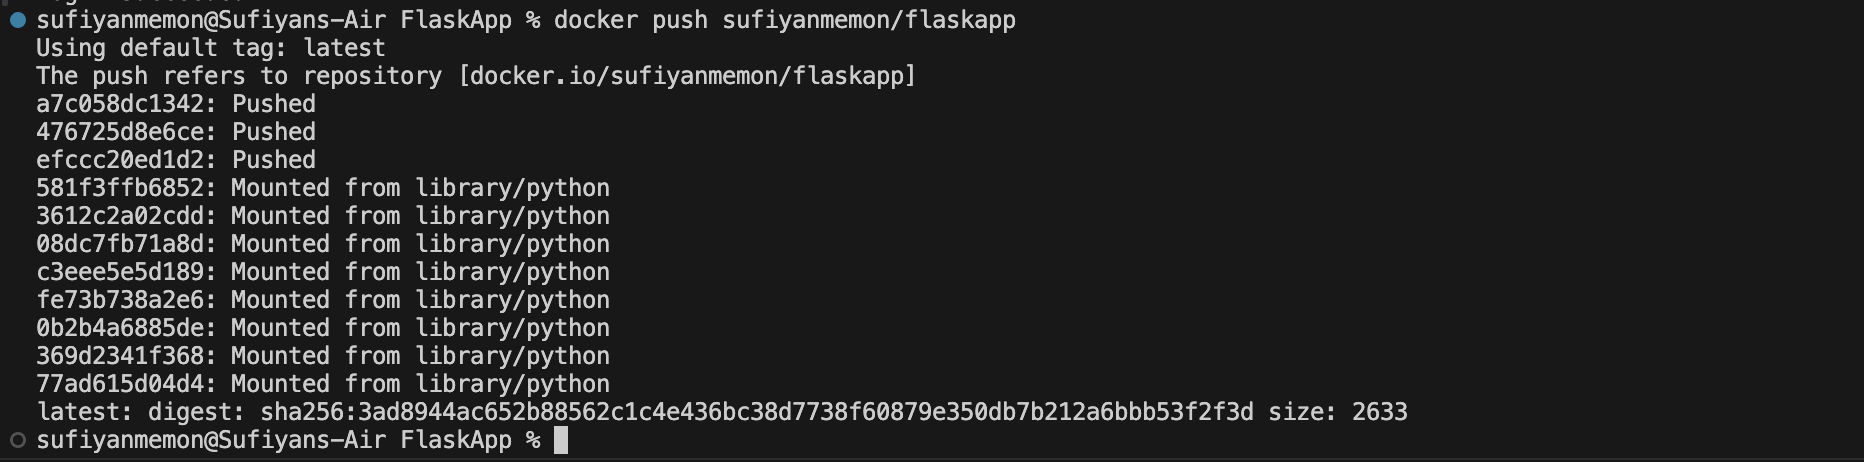 sufiyanmemon@Sufiyans-Air FlaskApp % docker push sufiyanmemon/flaskapp
Using default tag: latest
The push refers to repository [docker.io/sufiyanmemon/flaskapp]
a7c058dc1342: Pushed
476725d8e6ce: Pushed
efccc20ed1d2: Pushed
581f3ffb6852: Mounted from library/python
3612c2a02cdd: Mounted from library/python
08dc7fb71a8d: Mounted from library/python
c3eee5e5d189: Mounted from library/python
fe73b738a2e6: Mounted from library/python
0b2b4a6885de: Mounted from library/python
369d2341f368: Mounted from library/python
77ad615d04d4: Mounted from library/python
latest: digest: sha256:3ad8944ac652b88562c1c4e436bc38d7738f60879e350db7b212a6bbb53f2f3d size: 2633
sufiyanmemon@Sufiyans-Air FlaskApp %